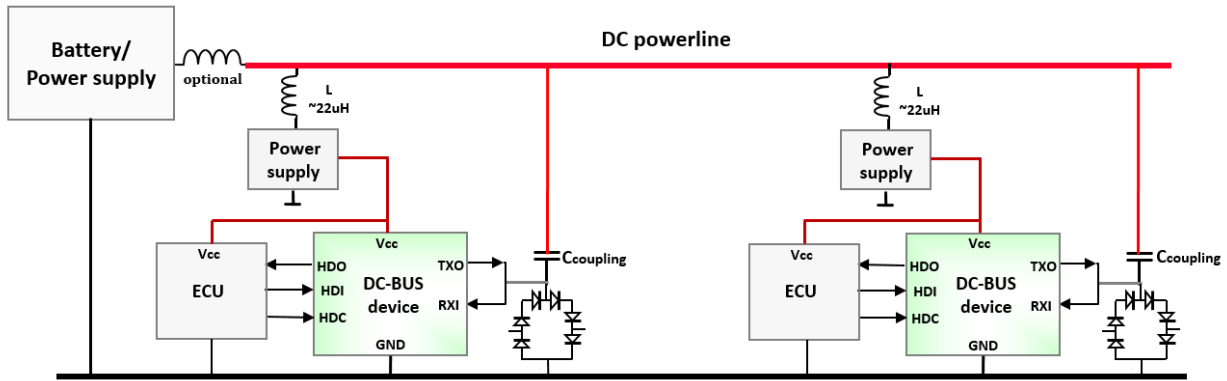 Battery/
Power supply
optional
DC powerline
L
~22uH
Power
supply
Vcc
ECU
HDO
HDI
HDC
Vcc
DC-BUS
device
GND
TXO
RXI
Ccoupling
L
~22uH
Power
supply
Vcc
ECU
HDO
HDI
HDC
Vcc
DC-BUS
device
GND
TXO
RXI
Ccoupling